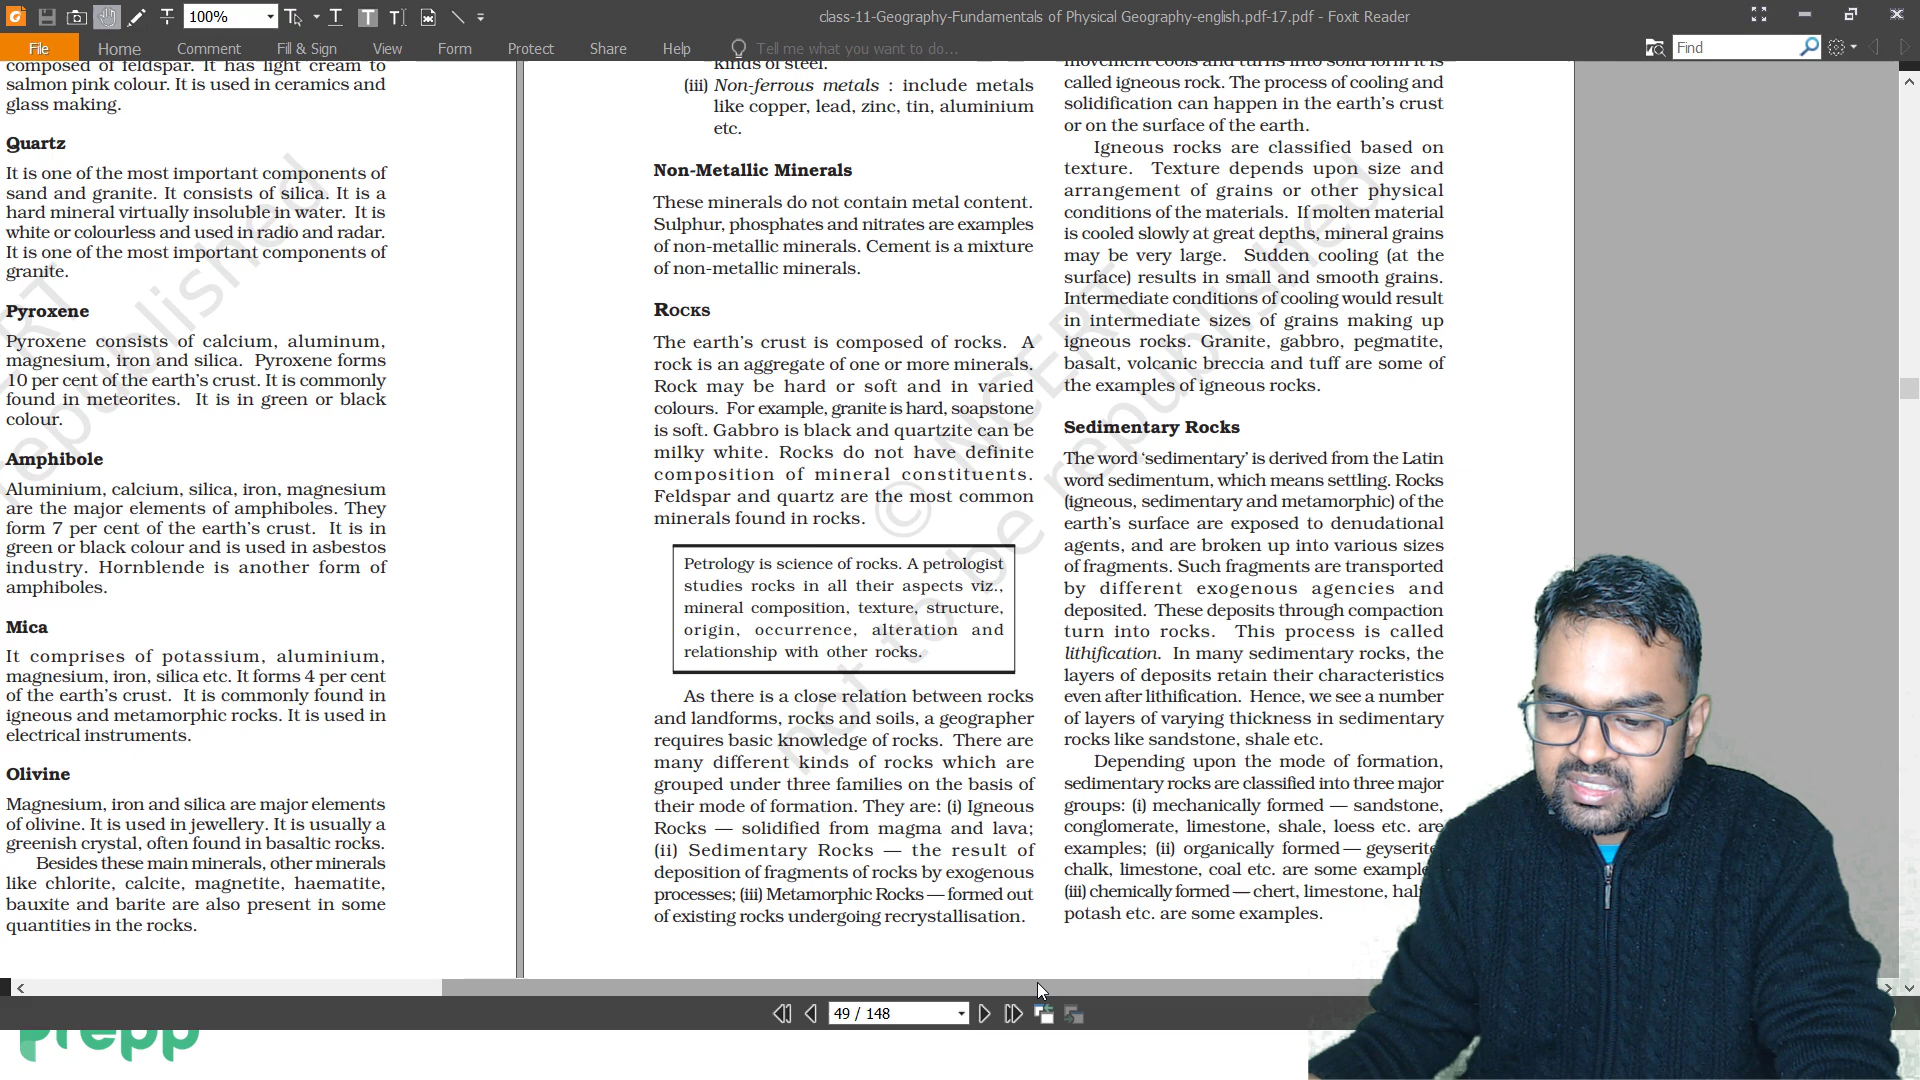 100%
class-11-Geography-Fundamentals of Physical Geography-english.pdf-17.pdf - Foxit Reader
File
Home
Comment
Fill & Sign
View
Form
Protect
Share
Help
Tell me what you want to do...
Find
composed of feldspar. It has light cream to
salmon pink colour. It is used in ceramics and
glass making.
Quartz
It is one of the most important components of
sand and granite. It consists of silica. It is a
hard mineral virtually insoluble in water. It is
white or colourless and used in radio and radar.
It is one of the most important components of
granite.
Pyroxene
Pyroxene consists of calcium, aluminum,
magnesium, iron and silica. Pyroxene forms
10 per cent of the earth's crust. It is commonly
found in meteorites. It is in green or black
colour.
Amphibole
Aluminium, calcium, silica, iron, magnesium
are the major elements of amphiboles. They
form 7 per cent of the earth's crust. It is in
green or black colour and is used in asbestos
industry. Hornblende is another form of
amphiboles.
Mica
It comprises of potassium, aluminium,
magnesium, iron, silica etc. It forms 4 per cent
of the earth's crust. It is commonly found in
igneous and metamorphic rocks. It is used in
electrical instruments.
Olivine
Magnesium, iron and silica are major elements
of olivine. It is used in jewellery. It is usually a
greenish crystal, often found in basaltic rocks.
Besides these main minerals, other minerals
like chlorite, calcite, magnetite, haematite,
bauxite and barite are also present in some
quantities in the rocks.
kinds of steel.
(iii) Non-ferrous metals : include metals
like copper, lead, zinc, tin, aluminium
etc.
Non-Metallic Minerals
These minerals do not contain metal content.
Sulphur, phosphates and nitrates are examples
of non-metallic minerals. Cement is a mixture
of non-metallic minerals.
ROCKS
The earth's crust is composed of rocks. A
rock is an aggregate of one or more minerals.
Rock may be hard or soft and in varied
colours. For example, granite is hard, soapstone
is soft. Gabbro is black and quartzite can be
milky white. Rocks do not have definite
composition of mineral constituents.
Feldspar and quartz are the most common
minerals found in rocks.
Petrology is science of rocks. A petrologist
studies rocks in all their aspects viz.,
mineral composition, texture, structure,
origin, occurrence, alteration and
relationship with other rocks.
As there is a close relation between rocks
and landforms, rocks and soils, a geographer
requires basic knowledge of rocks. There are
many different kinds of rocks which are
grouped under three families on the basis of
their mode of formation. They are: (i) Igneous
Rocks — solidified from magma and lava;
(ii) Sedimentary Rocks — the result of
deposition of fragments of rocks by exogenous
processes; (iii) Metamorphic Rocks — formed out
of existing rocks undergoing recrystallisation.
movement cools and turns into solid form it is
called igneous rock. The process of cooling and
solidification can happen in the earth's crust
or on the surface of the earth.
Igneous rocks are classified based on
texture. Texture depends upon size and
arrangement of grains or other physical
conditions of the materials. If molten material
is cooled slowly at great depths, mineral grains
may be very large. Sudden cooling (at the
surface) results in small and smooth grains.
Intermediate conditions of cooling would result
in intermediate sizes of grains making up
igneous rocks. Granite, gabbro, pegmatite,
basalt, volcanic breccia and tuff are some of
the examples of igneous rocks.
Sedimentary Rocks
The word 'sedimentary' is derived from the Latin
word sedimentum, which means settling. Rocks
(igneous, sedimentary and metamorphic) of the
earth's surface are exposed to denudational
agents, and are broken up into various sizes
of fragments. Such fragments are transported
by different exogenous agencies and
deposited. These deposits through compaction
turn into rocks. This process is called
lithification. In many sedimentary rocks, the
layers of deposits retain their characteristics
even after lithification. Hence, we see a number
of layers of varying thickness in sedimentary
rocks like sandstone, shale etc.
Depending upon the mode of formation,
sedimentary rocks are classified into three major
groups: (i) mechanically formed — sandstone,
conglomerate, limestone, shale, loess etc. are
examples; (ii) organically formed — geyserite
chalk, limestone, coal etc. are some
(iii) chemically formed — chert, limestone,
potash etc. are some examples.
© NCERT
not to be republished
49 / 148
prepp